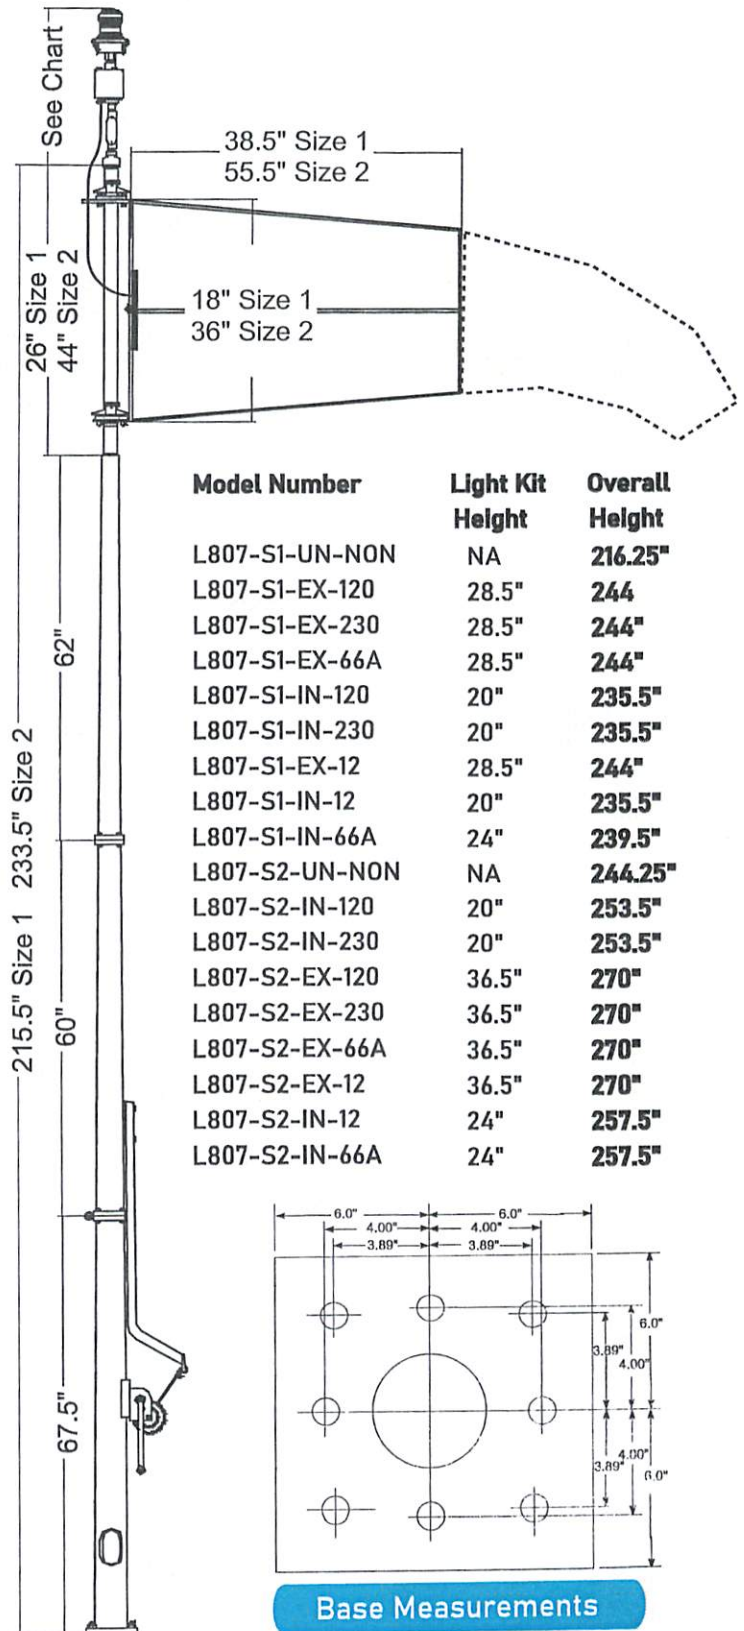 See Chart
38.5" Size 1
55.5" Size 2
18" Size 1
36" Size 2
26" Size 1
44" Size 2
62"
215.5" Size 1 233.5" Size 2
60"
67.5"
Model Number Light Kit Height Overall Height
L807-S1-UN-NON NA 216.25"
L807-S1-EX-120 28.5" 244
L807-S1-EX-230 28.5" 244"
L807-S1-EX-66A 28.5" 244"
L807-S1-IN-120 20" 235.5"
L807-S1-IN-230 20" 235.5"
L807-S1-EX-12 28.5" 244"
L807-S1-IN-12 20" 235.5"
L807-S1-IN-66A 24" 239.5"
L807-S2-UN-NON NA 244.25"
L807-S2-IN-120 20" 253.5"
L807-S2-IN-230 20" 253.5"
L807-S2-EX-120 36.5" 270"
L807-S2-EX-230 36.5" 270"
L807-S2-EX-66A 36.5" 270"
L807-S2-EX-12 36.5" 270"
L807-S2-IN-12 24" 257.5"
L807-S2-IN-66A 24" 257.5"
6.0" 6.0"
4.00" 4.00"
3.89" 3.89"
6.0"
3.89"
4.00"
4.00"
3.89"
6.0"
Base Measurements